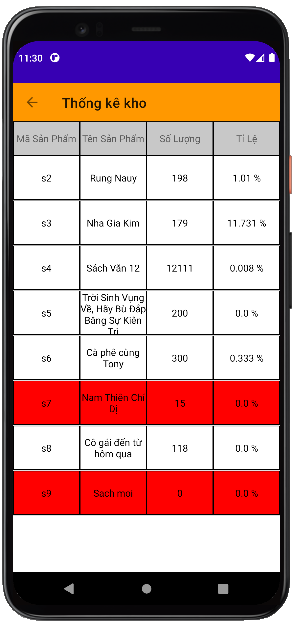 11:30
Thống kê kho
Mã Sản Phẩm Tên Sản Phẩm Số Lượng Tỉ Lệ
s2 Rung Nauy 198 1.01 %
s3 Nha Gia Kim 179 11.731 %
s4 Sách Văn 12 12111 0.008 %
s5 Trời Sinh Vụng Về, Hãy Bù Đắp Bằng Sự Kiên Trì 200 0.0 %
s6 Cà phê cùng Tony 300 0.333 %
s7 Nam Thiên Chi Dị 15 0.0 %
s8 Cô gái đến từ hôm qua 118 0.0 %
s9 Sach moi 0 0.0 %